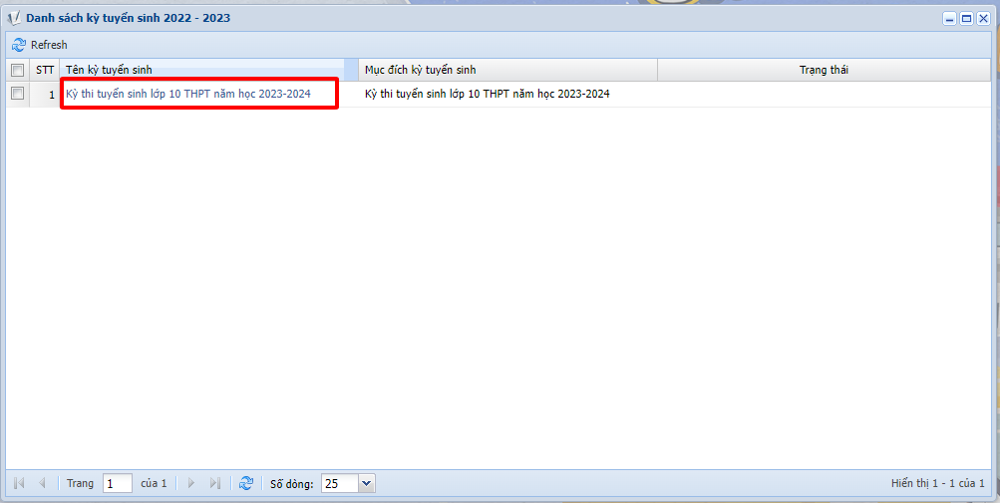 Danh sách kỳ tuyển sinh 2022 - 2023
Refresh
STT Tên kỳ tuyển sinh Mục đích kỳ tuyển sinh Trạng thái
1 Kỳ thi tuyển sinh lớp 10 THPT năm học 2023-2024 Kỳ thi tuyển sinh lớp 10 THPT năm học 2023-2024
Trang 1 của 1 Số dòng: 25 Hiển thị 1 - 1 của 1